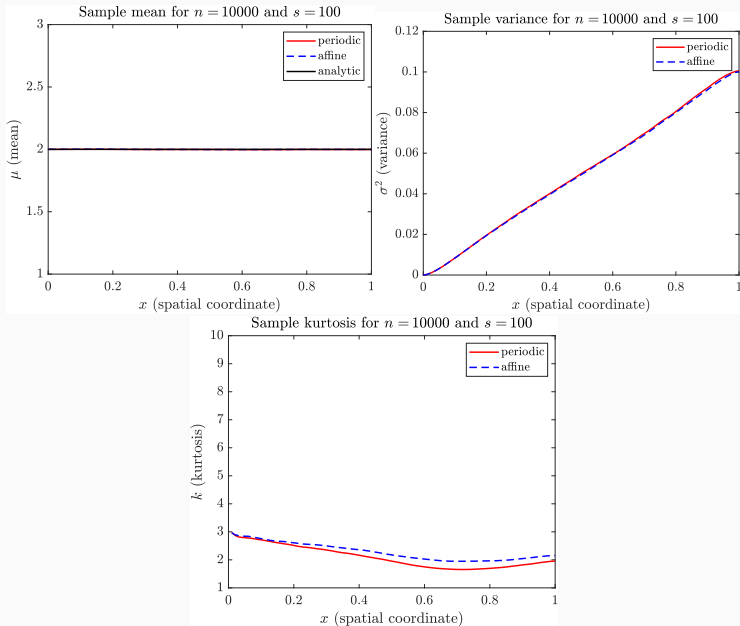 Sample mean for n = 10000 and s = 100
3
2.5
2
1.5
1
μ (mean)
periodic
affine
analytic
0 0.2 0.4 0.6 0.8 1
x (spatial coordinate)
Sample variance for n = 10000 and s = 100
0.12
0.1
0.08
0.06
0.04
0.02
0
σ² (variance)
periodic
affine
0 0.2 0.4 0.6 0.8 1
x (spatial coordinate)
Sample kurtosis for n = 10000 and s = 100
10
9
8
7
6
5
4
3
2
1
k (kurtosis)
periodic
affine
0 0.2 0.4 0.6 0.8 1
x (spatial coordinate)